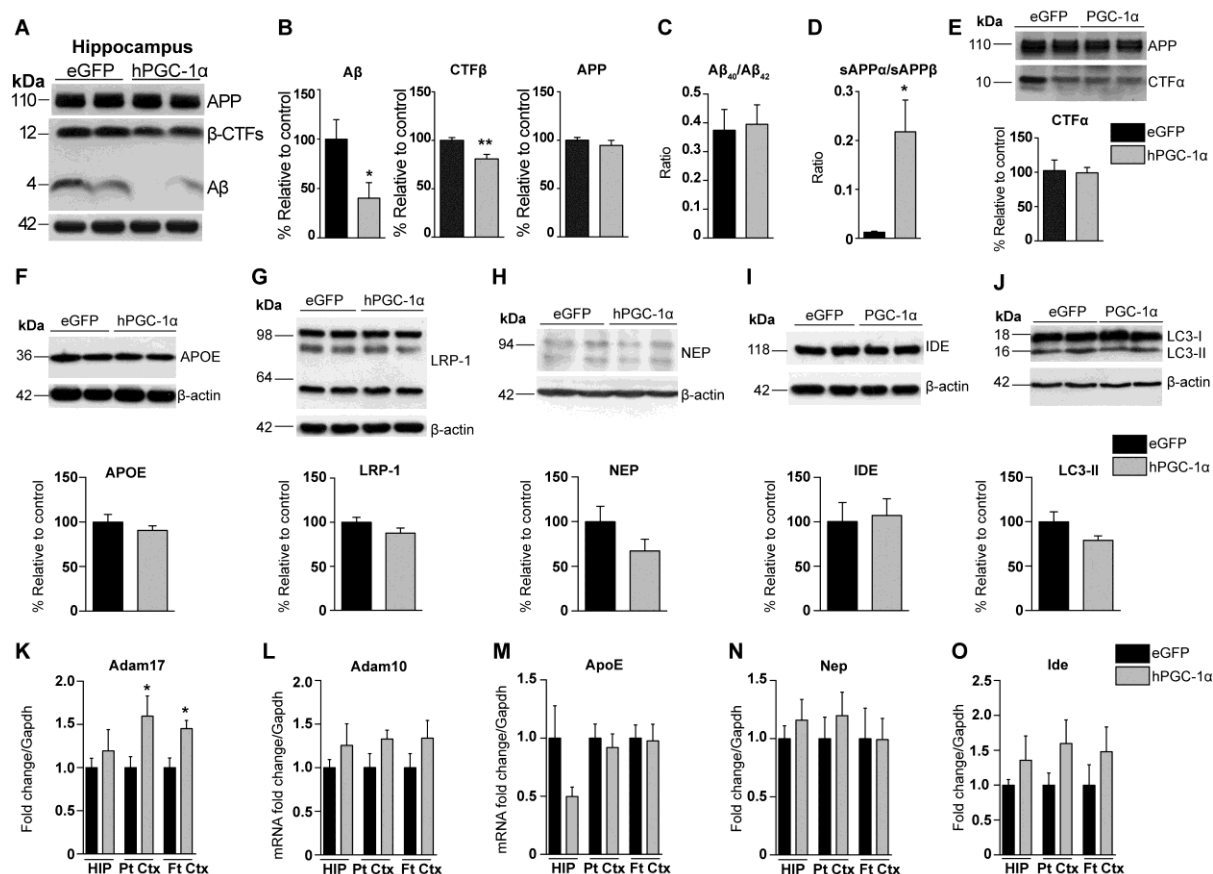 A
Hippocampus
kDa eGFP hPGC-1α
110 APP
12 β-CTFs
4 Aβ
42
B
Aβ CTFβ APP
% Relative to control
150
100
50
0
*
% Relative to control
150
100
50
0
**
% Relative to control
150
100
50
0
C
Aβ40/Aβ42
Ratio
0.5
0.4
0.3
0.2
0.1
0
D
sAPPα/sAPPβ
Ratio
0.3
0.2
0.1
0
*
E
kDa eGFP PGC-1α
110 APP
10 CTFα
CTFα
% Relative to control
150
100
50
0
eGFP
hPGC-1α
F
kDa eGFP hPGC-1α
36 APOE
42 β-actin
APOE
% Relative to control
150
100
50
0
G
kDa eGFP hPGC-1α
98
LRP-1
64
42 β-actin
LRP-1
% Relative to control
150
100
50
0
H
kDa eGFP hPGC-1α
94 NEP
42 β-actin
NEP
% Relative to control
150
100
50
0
I
kDa eGFP PGC-1α
118 IDE
42 β-actin
IDE
% Relative to control
150
100
50
0
J
kDa eGFP PGC-1α
18 LC3-I
16 LC3-II
42 β-actin
LC3-II
% Relative to control
150
100
50
0
eGFP
hPGC-1α
K
Adam17
Fold change/Gapdh
2.0
1.5
1.0
0.5
0
* *
HIP Pt Ctx Ft Ctx
L
Adam10
mRNA fold change/Gapdh
2.0
1.5
1.0
0.5
0
HIP Pt Ctx Ft Ctx
M
ApoE
mRNA fold change/Gapdh
1.5
1.0
0.5
0
HIP Pt Ctx Ft Ctx
N
Nep
Fold change/Gapdh
1.5
1.0
0.5
0
HIP Pt Ctx Ft Ctx
O
Ide
Fold change/Gapdh
2.0
1.5
1.0
0.5
0
HIP Pt Ctx Ft Ctx
eGFP
hPGC-1α